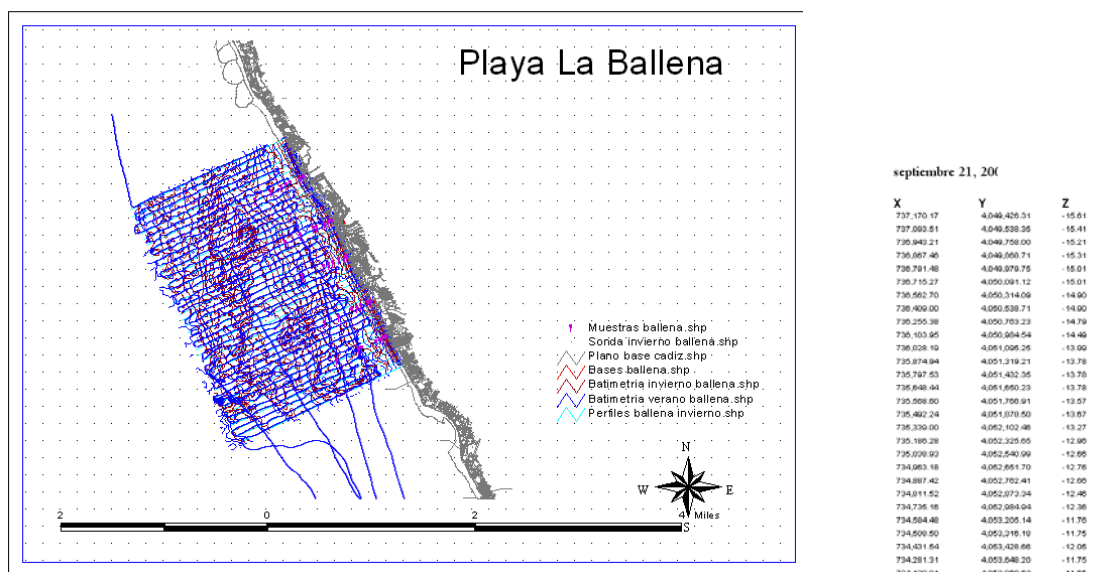 Playa La Ballena
Muestras ballena.shp
Sonda invierno ballena.shp
Plano base cadiz.shp
Bases ballena.shp
Batimetria invierno ballena.shp
Batimetria verano ballena.shp
Perfiles ballena invierno.shp
N
W E
S
2 0 2 4 Miles
septiembre 21, 20
X Y Z
737,170.17 4,049,426.31 -15.61
737,093.51 4,049,538.35 -15.41
736,943.21 4,049,758.00 -15.21
736,867.46 4,049,868.71 -15.31
736,791.48 4,049,979.75 -15.01
736,715.27 4,050,091.12 -15.01
736,562.70 4,050,314.09 -14.90
736,409.00 4,050,538.71 -14.90
736,255.38 4,050,763.23 -14.79
736,103.95 4,050,984.54 -14.49
736,028.19 4,051,095.25 -13.99
735,874.94 4,051,319.21 -13.78
735,797.53 4,051,432.35 -13.78
735,648.44 4,051,650.23 -13.78
735,568.60 4,051,766.91 -13.57
735,492.24 4,051,878.50 -13.67
735,339.00 4,052,102.46 -13.27
735,186.28 4,052,325.65 -12.96
735,038.93 4,052,540.99 -12.66
734,963.18 4,052,651.70 -12.76
734,887.42 4,052,762.41 -12.66
734,811.52 4,052,873.34 -12.46
734,735.16 4,052,984.94 -12.36
734,584.48 4,053,205.14 -11.76
734,508.50 4,053,316.18 -11.75
734,431.64 4,053,428.66 -12.05
734,281.31 4,053,648.20 -11.75